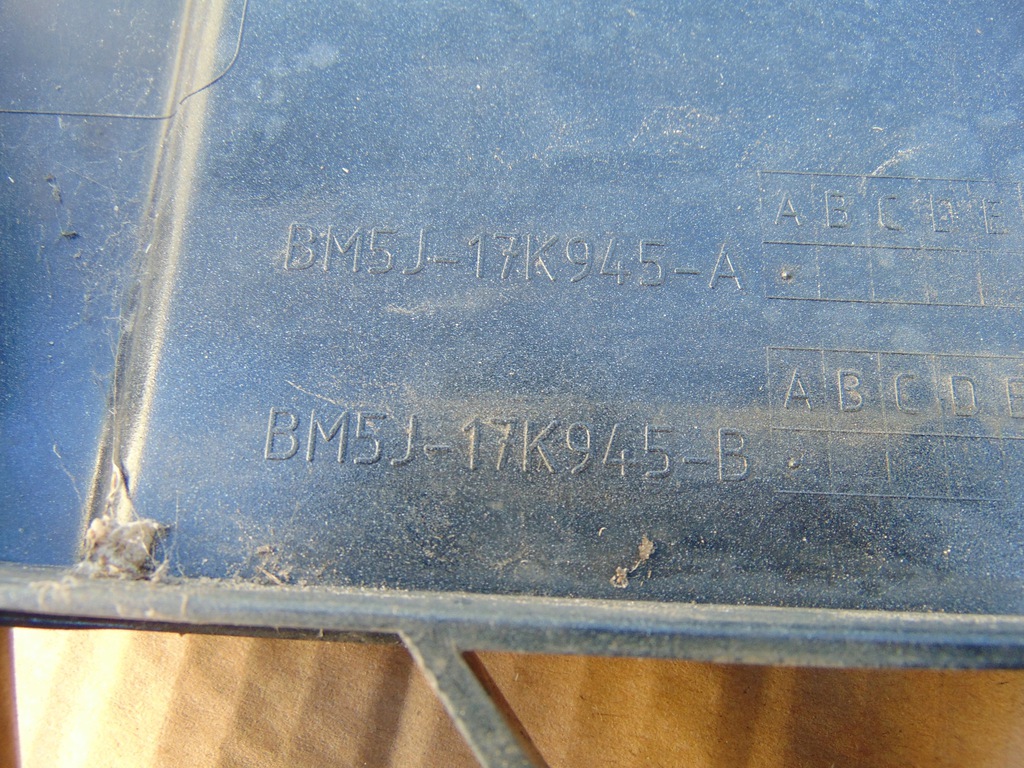 BM5J-17K945-A
A B C D E
BM5J-17K945-B
A B C D E